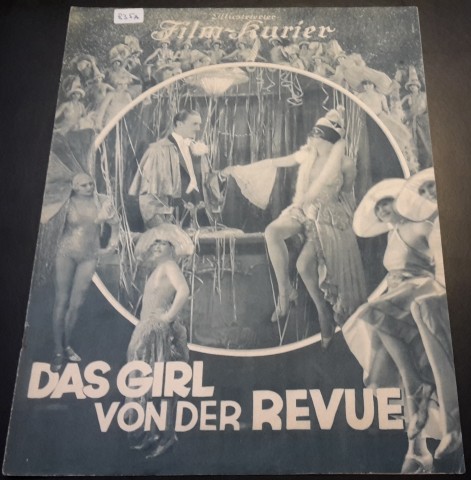 Illustrierter
Film-Kurier
DAS GIRL
VON DER REVUE